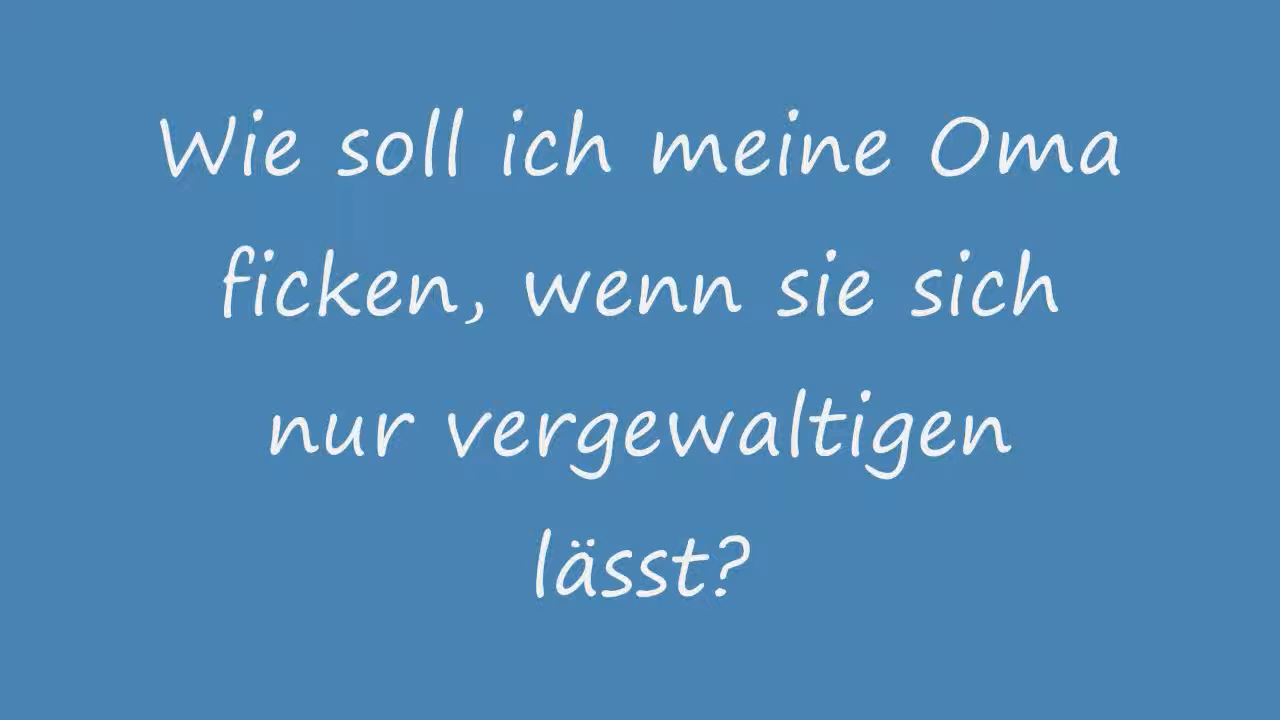 Wie soll ich meine Oma
ficken, wenn sie sich
nur vergewaltigen
lässt?